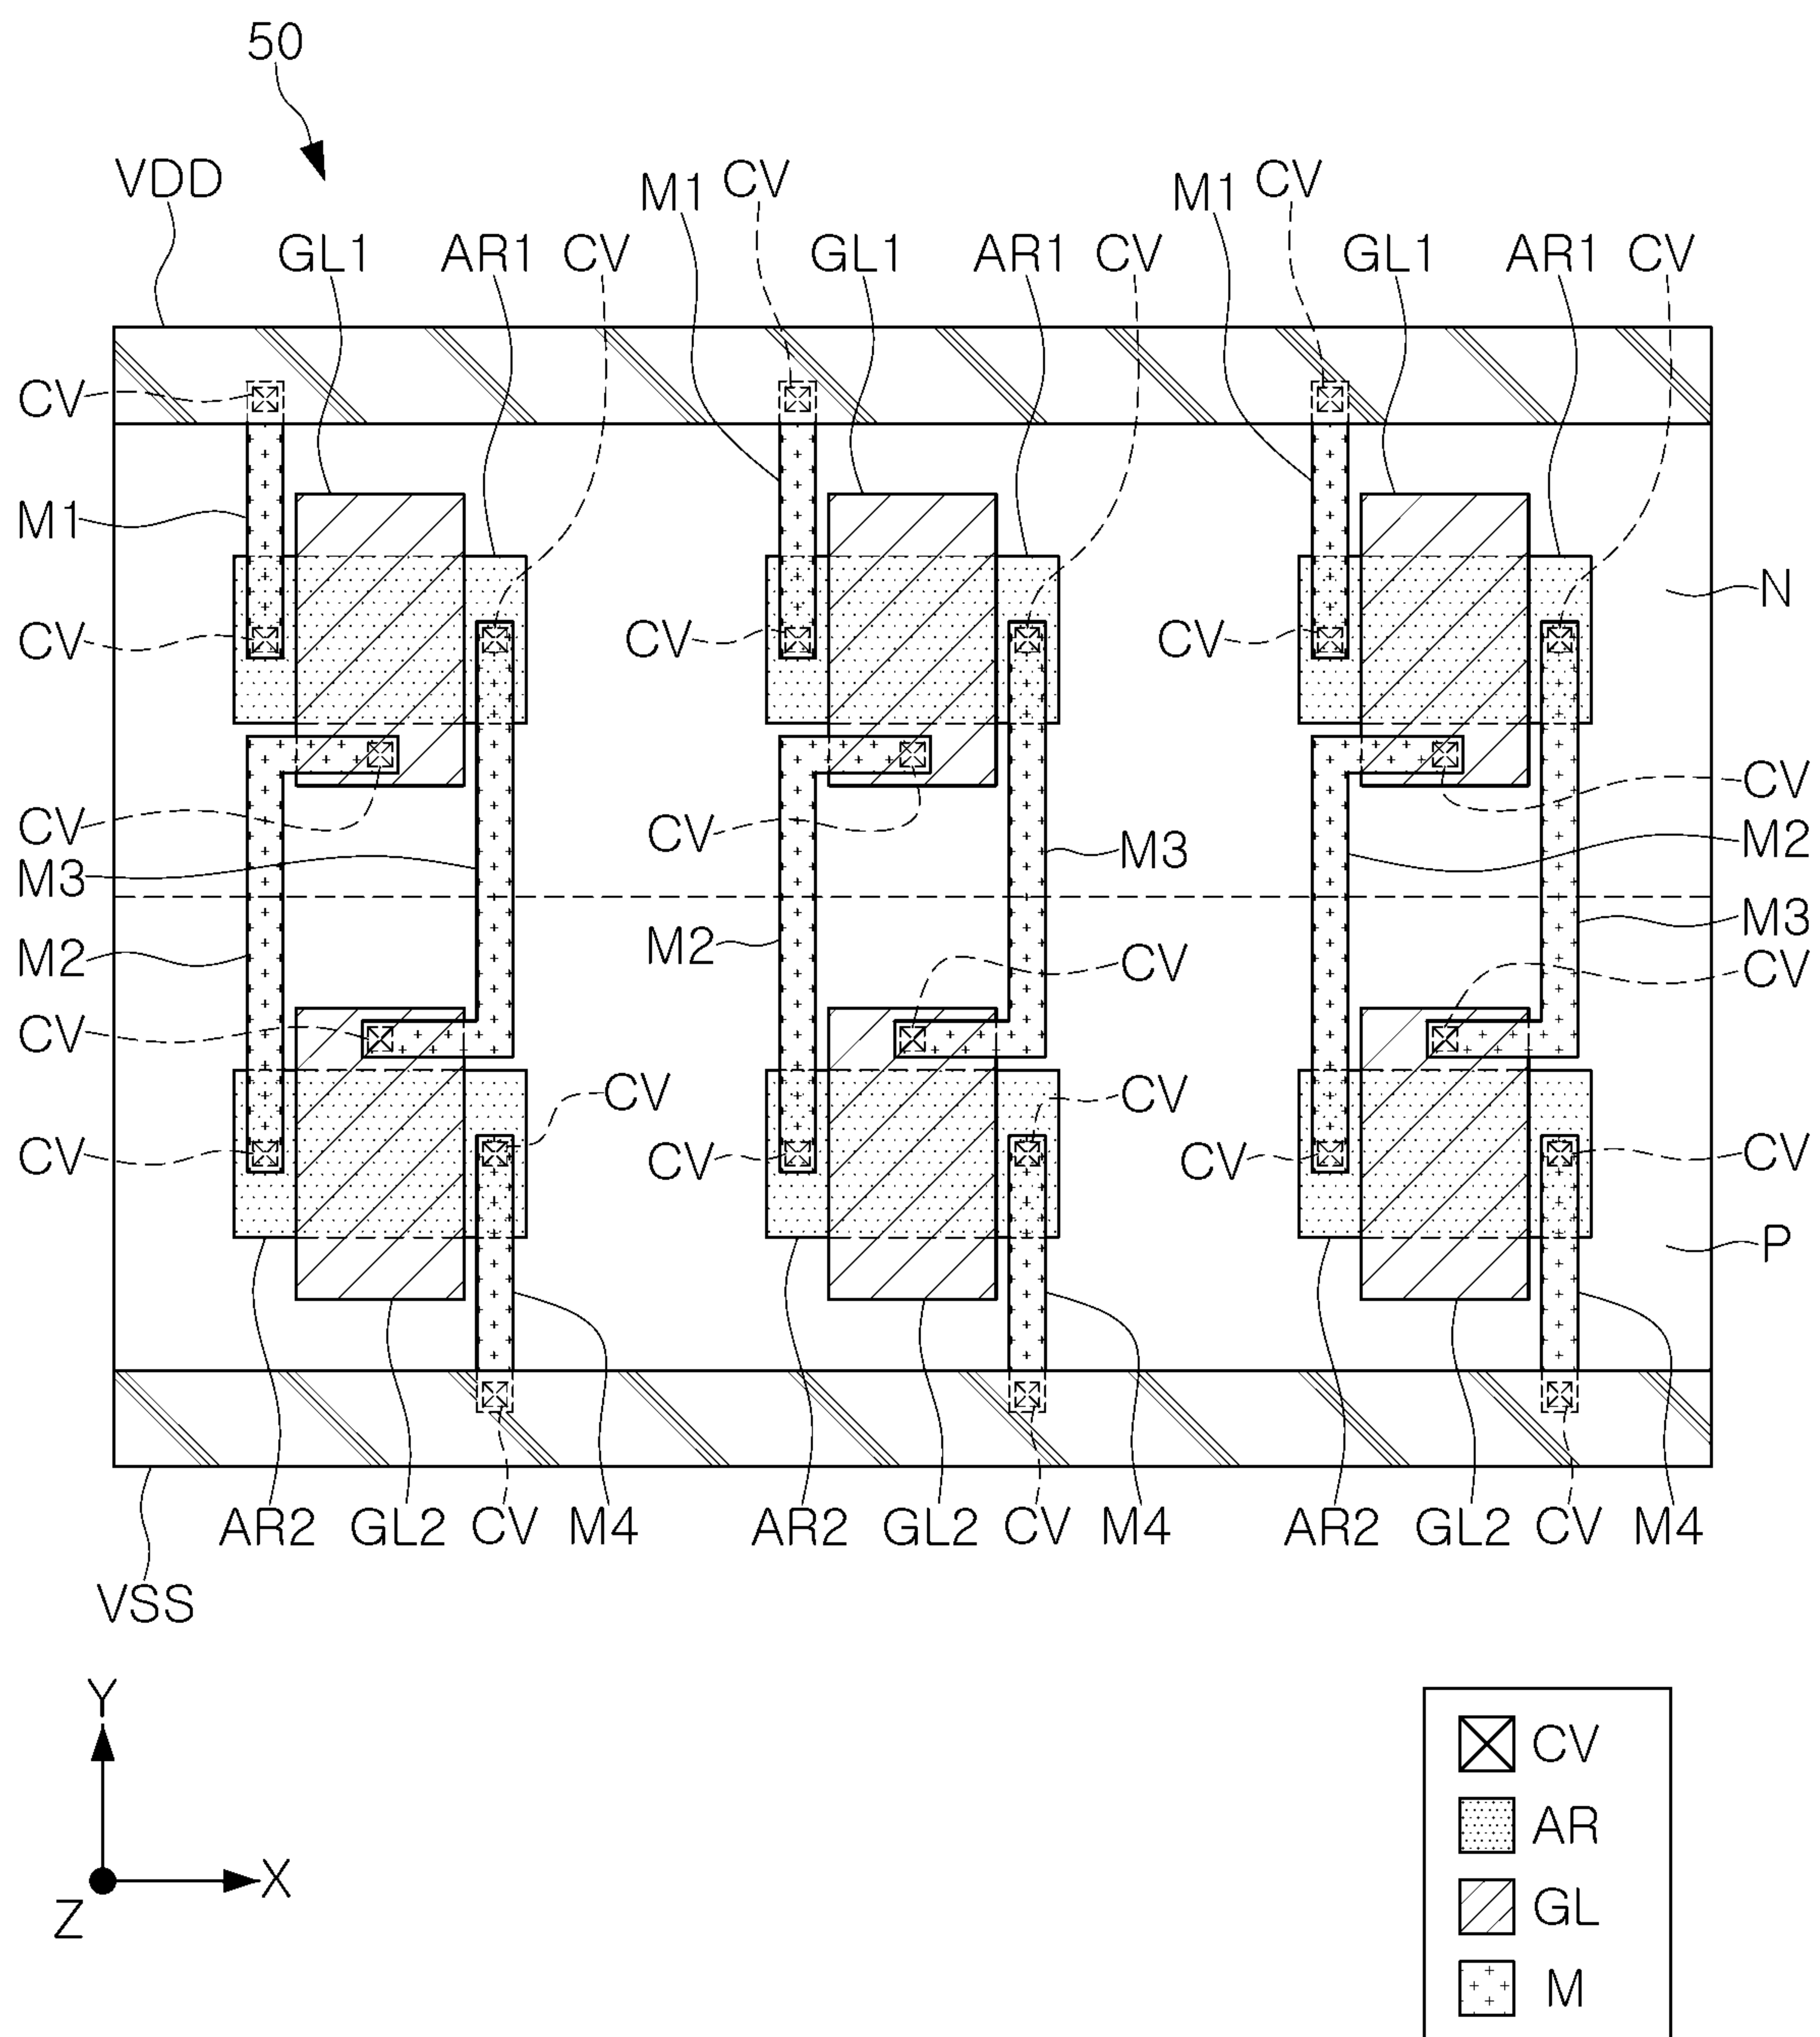 50
VDD
M1 CV M1 CV
GL1 AR1 CV GL1 AR1 CV GL1 AR1 CV
CV
M1
N
CV CV CV
CV
CV CV
M2
M3 M3
M3
M2 M2 CV
CV
CV
CV CV
CV CV CV CV
P
AR2 GL2 CV M4 AR2 GL2 CV M4 AR2 GL2 CV M4
VSS
Y
X
Z
CV
AR
GL
M